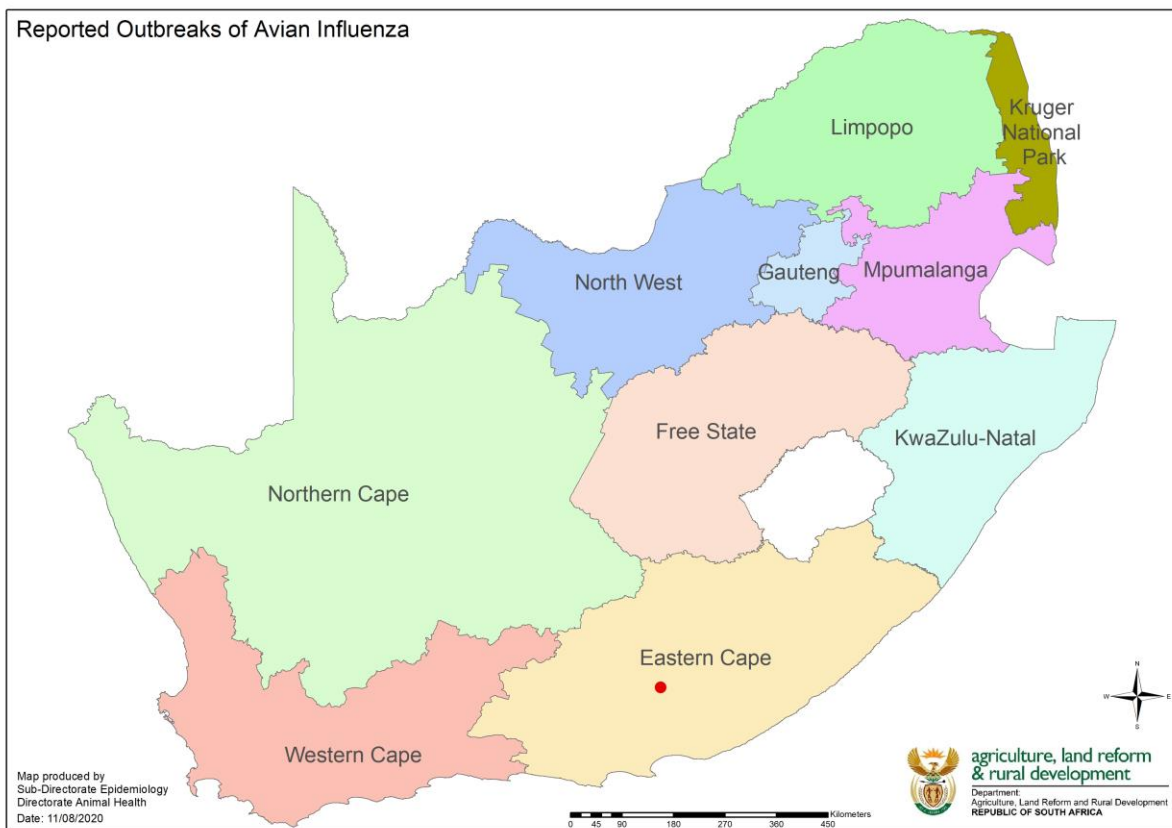 Reported Outbreaks of Avian Influenza
Limpopo
Kruger
National
Park
North West
Gauteng
Mpumalanga
Free State
KwaZulu-Natal
Northern Cape
Eastern Cape
Western Cape
N
W
E
S
Map produced by
Sub-Directorate Epidemiology
Directorate Animal Health
Date: 11/08/2020
Kilometers
0 45 90 180 270 360 450
agriculture, land reform
& rural development
Department:
Agriculture, Land Reform and Rural Development
REPUBLIC OF SOUTH AFRICA